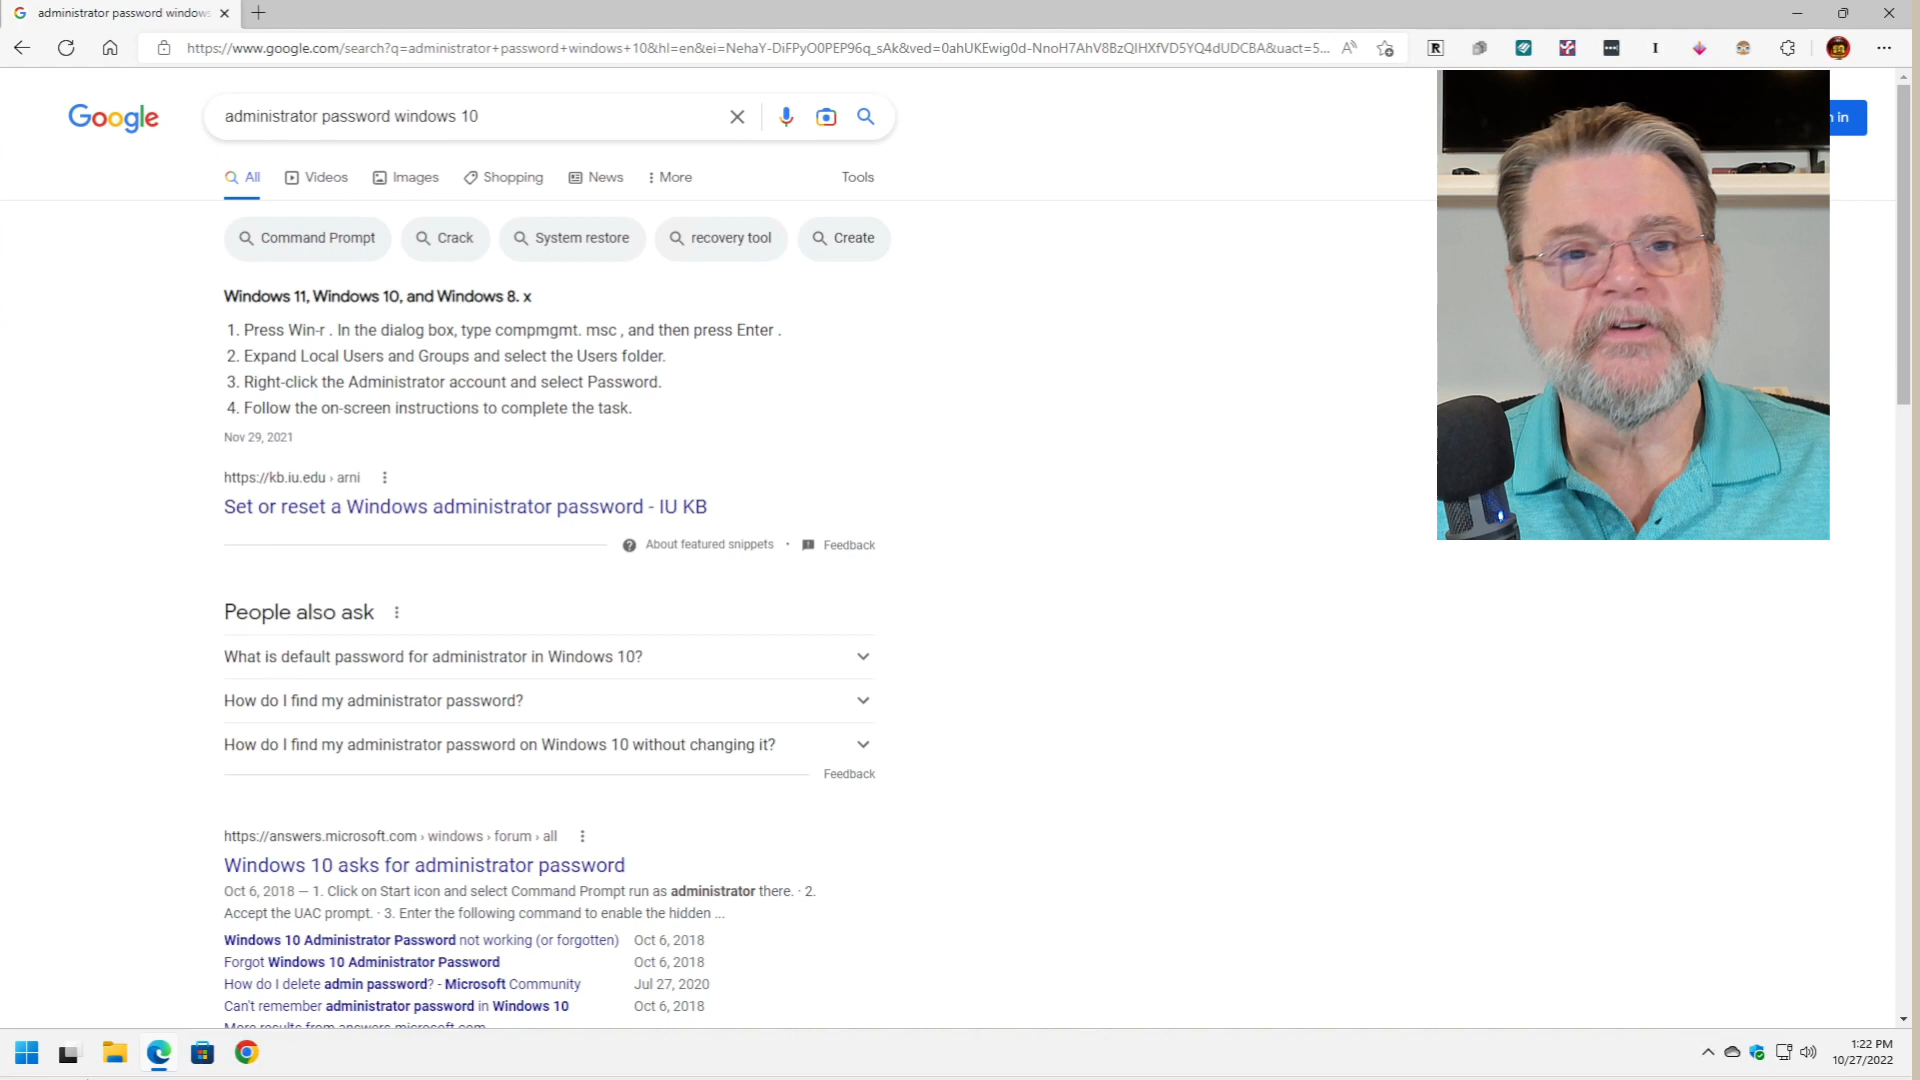 administrator password windows
https://www.google.com/search?q=administrator+password+windows+10&hl=en&ei=NehaY-DiFPyO0PEP96q_sAk&ved=0ahUKEwig0d-NnoH7AhV8BzQIHXfVD5YQ4dUDCBA&uact=5...
Google
administrator password windows 10
in
All
Videos
Images
Shopping
News
More
Tools
Command Prompt
Crack
System restore
recovery tool
Create
Windows 11, Windows 10, and Windows 8. x
1. Press Win-r . In the dialog box, type compmgmt. msc , and then press Enter .
2. Expand Local Users and Groups and select the Users folder.
3. Right-click the Administrator account and select Password.
4. Follow the on-screen instructions to complete the task.
Nov 29, 2021
https://kb.iu.edu › arni
Set or reset a Windows administrator password - IU KB
About featured snippets • Feedback
People also ask
What is default password for administrator in Windows 10?
How do I find my administrator password?
How do I find my administrator password on Windows 10 without changing it?
Feedback
https://answers.microsoft.com › windows › forum › all
Windows 10 asks for administrator password
Oct 6, 2018 — 1. Click on Start icon and select Command Prompt run as administrator there. · 2.
Accept the UAC prompt. · 3. Enter the following command to enable the hidden ...
Windows 10 Administrator Password not working (or forgotten) Oct 6, 2018
Forgot Windows 10 Administrator Password Oct 6, 2018
How do I delete admin password? - Microsoft Community Jul 27, 2020
Can't remember administrator password in Windows 10 Oct 6, 2018
More results from answers.microsoft.com
1:22 PM
10/27/2022